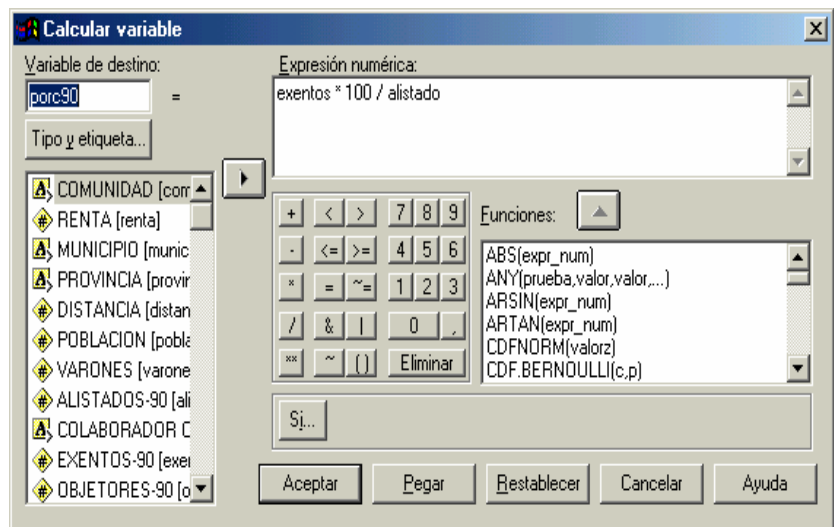 Calcular variable
Variable de destino:
porc90
=
Tipo y etiqueta...
Expresión numérica:
exentos * 100 / alistado
COMUNIDAD [com
RENTA [renta]
MUNICIPIO [munic
PROVINCIA [provin
DISTANCIA [distan
POBLACION [pobla
VARONES [varone
ALISTADOS-90 [ali
COLABORADOR C
EXENTOS-90 [exen
OBJETORES-90 [o
+ < > 7 8 9
- <= >= 4 5 6
* = ~= 1 2 3
/ & | 0 ,
** ~ () Eliminar
Funciones:
ABS(expr_num)
ANY(prueba,valor,valor,...)
ARSIN(expr_num)
ARTAN(expr_num)
CDFNORM(valorz)
CDF.BERNOULLI(c,p)
Si...
Aceptar Pegar Restablecer Cancelar Ayuda